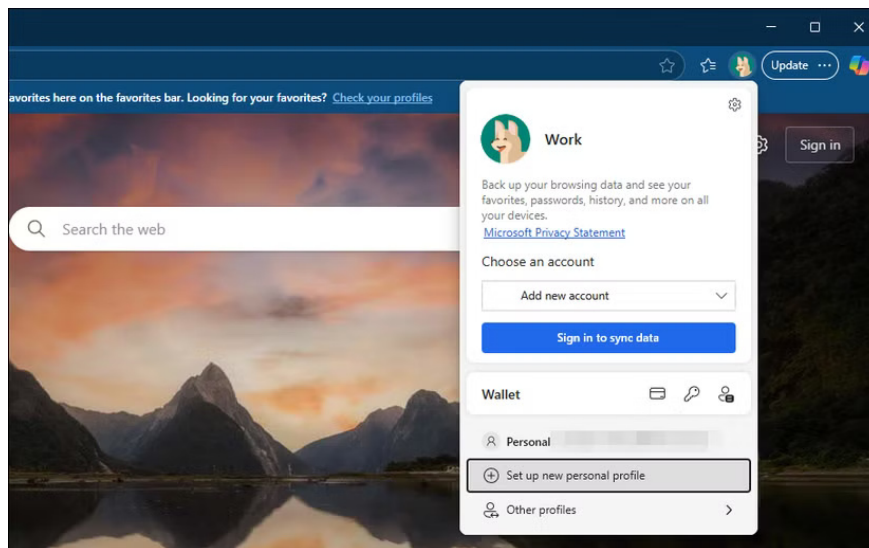 Update
avorites here on the favorites bar. Looking for your favorites? Check your profiles
Sign in
Search the web
Work
Back up your browsing data and see your
favorites, passwords, history, and more on all
your devices.
Microsoft Privacy Statement
Choose an account
Add new account
Sign in to sync data
Wallet
Personal
Set up new personal profile
Other profiles